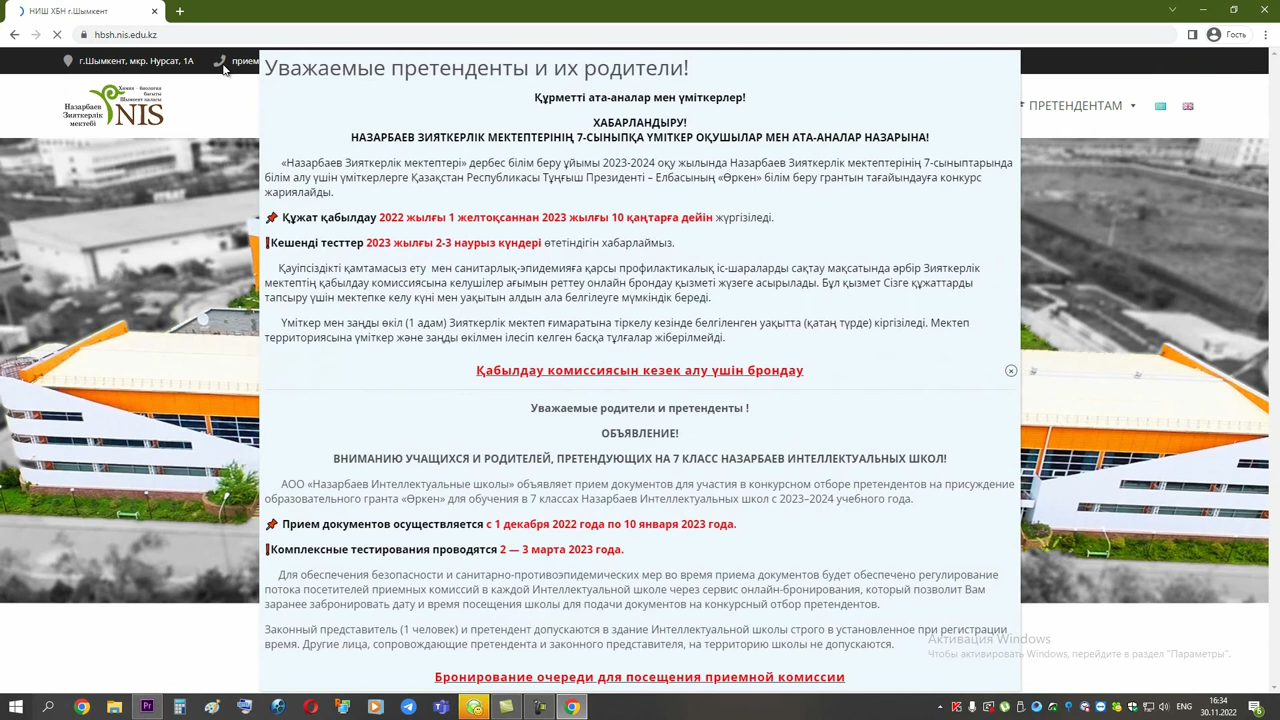 НИШ ХБН г.Шымкент
hbsh.nis.edu.kz
Гость
г.Шымкент, мкр. Нурсат, 1А
прием
Назарбаев
Зияткерлік
мектебі
Химия - биология
бағыты
Шымкент қаласы
NIS
ПРЕТЕНДЕНТАМ
Уважаемые претенденты и их родители!
Құрметті ата-аналар мен үміткерлер!
ХАБАРЛАНДЫРУ!
НАЗАРБАЕВ ЗИЯТКЕРЛІК МЕКТЕПТЕРІНІҢ 7-СЫНЫПҚА ҮМІТКЕР ОҚУШЫЛАР МЕН АТА-АНАЛАР НАЗАРЫНА!
«Назарбаев Зияткерлік мектептері» дербес білім беру ұйымы 2023-2024 оқу жылында Назарбаев Зияткерлік мектептерінің 7-сыныптарында
білім алу үшін үміткерлерге Қазақстан Республикасы Тұңғыш Президенті – Елбасының «Өркен» білім беру грантын тағайындауға конкурс
жариялайды.
Құжат қабылдау 2022 жылғы 1 желтоқсаннан 2023 жылғы 10 қаңтарға дейін жүргізіледі.
Кешенді тесттер 2023 жылғы 2-3 наурыз күндері өтетіндігін хабарлаймыз.
Қауіпсіздікті қамтамасыз ету мен санитарлық-эпидемияға қарсы профилактикалық іс-шараларды сақтау мақсатында әрбір Зияткерлік
мектептің қабылдау комиссиясына келушілер ағымын реттеу онлайн брондау қызметі жүзеге асырылады. Бұл қызмет Сізге құжаттарды
тапсыру үшін мектепке келу күні мен уақытын алдын ала белгілеуге мүмкіндік береді.
Үміткер мен заңды өкіл (1 адам) Зияткерлік мектеп ғимаратына тіркелу кезінде белгіленген уақытта (қатаң түрде) кіргізіледі. Мектеп
территориясына үміткер және заңды өкілмен ілесіп келген басқа тұлғалар жіберілмейді.
Қабылдау комиссиясын кезек алу үшін брондау
Уважаемые родители и претенденты !
ОБЪЯВЛЕНИЕ!
ВНИМАНИЮ УЧАЩИХСЯ И РОДИТЕЛЕЙ, ПРЕТЕНДУЮЩИХ НА 7 КЛАСС НАЗАРБАЕВ ИНТЕЛЛЕКТУАЛЬНЫХ ШКОЛ!
АОО «Назарбаев Интеллектуальные школы» объявляет прием документов для участия в конкурсном отборе претендентов на присуждение
образовательного гранта «Өркен» для обучения в 7 классах Назарбаев Интеллектуальных школ с 2023–2024 учебного года.
Прием документов осуществляется с 1 декабря 2022 года по 10 января 2023 года.
Комплексные тестирования проводятся 2 — 3 марта 2023 года.
Для обеспечения безопасности и санитарно-противоэпидемических мер во время приема документов будет обеспечено регулирование
потока посетителей приемных комиссий в каждой Интеллектуальной школе через сервис онлайн-бронирования, который позволит Вам
заранее забронировать дату и время посещения школы для подачи документов на конкурсный отбор претендентов.
Законный представитель (1 человек) и претендент допускаются в здание Интеллектуальной школы строго в установленное при регистрации
время. Другие лица, сопровождающие претендента и законного представителя, на территорию школы не допускаются.
Бронирование очереди для посещения приемной комиссии
Активация Windows
Чтобы активировать Windows, перейдите в раздел "Параметры".
Pr
ENG
16:34
30.11.2022